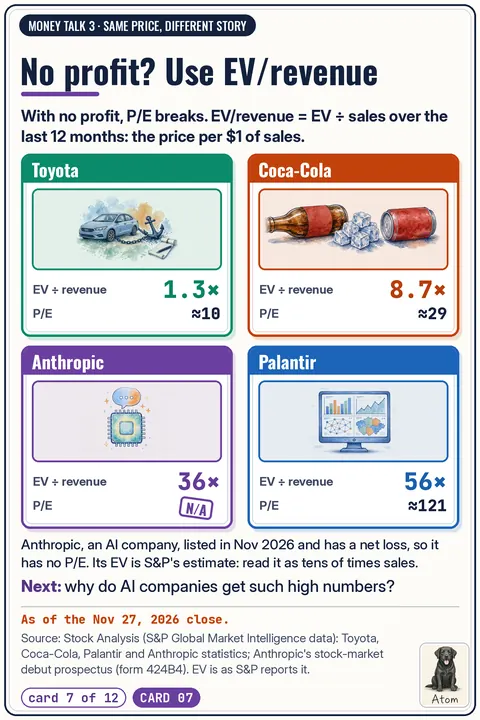 MONEY TALK 3 · SAME PRICE, DIFFERENT STORY
No profit? Use EV/revenue
With no profit, P/E breaks. EV/revenue = EV ÷ sales over the
last 12 months: the price per $1 of sales.
Toyota
EV ÷ revenue 1.3×
P/E ≈10
Coca-Cola
EV ÷ revenue 8.7×
P/E ≈29
Anthropic
EV ÷ revenue 36×
P/E N/A
Palantir
EV ÷ revenue 56×
P/E ≈121
Anthropic, an AI company, listed in Nov 2026 and has a net loss, so it
has no P/E. Its EV is S&P's estimate: read it as tens of times sales.
Next: why do AI companies get such high numbers?
As of the Nov 27, 2026 close.
Source: Stock Analysis (S&P Global Market Intelligence data): Toyota,
Coca-Cola, Palantir and Anthropic statistics; Anthropic's stock-market
debut prospectus (form 424B4). EV is as S&P reports it.
card 7 of 12
CARD 07
Atom